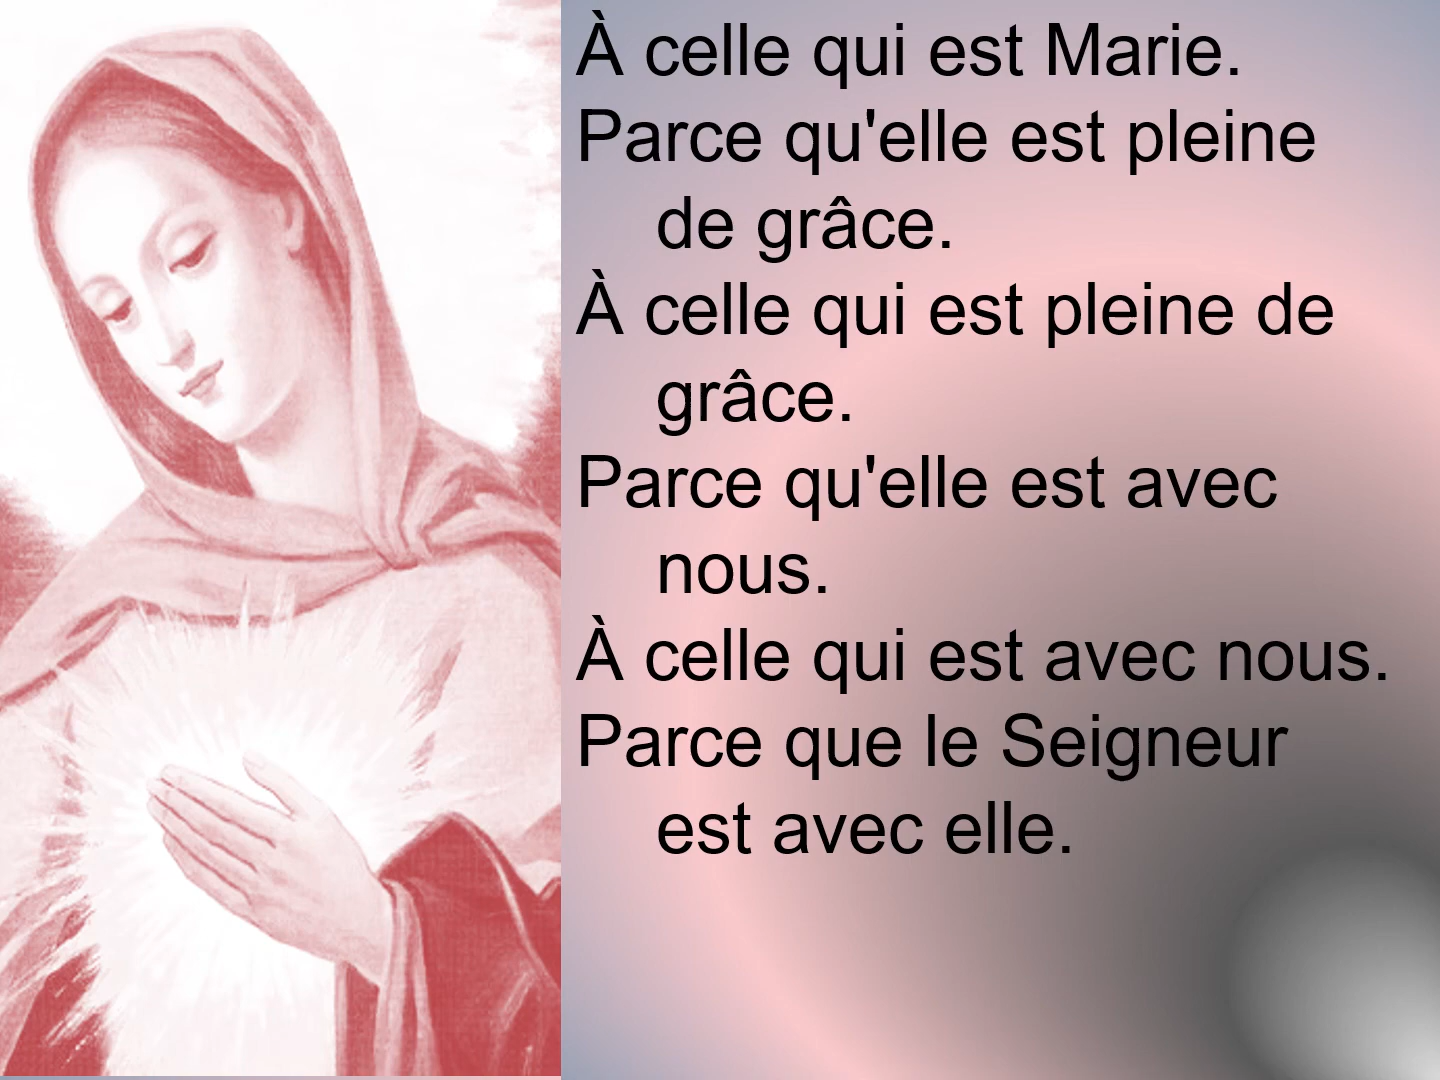 À celle qui est Marie.
Parce qu'elle est pleine
de grâce.
À celle qui est pleine de
grâce.
Parce qu'elle est avec
nous.
À celle qui est avec nous.
Parce que le Seigneur
est avec elle.